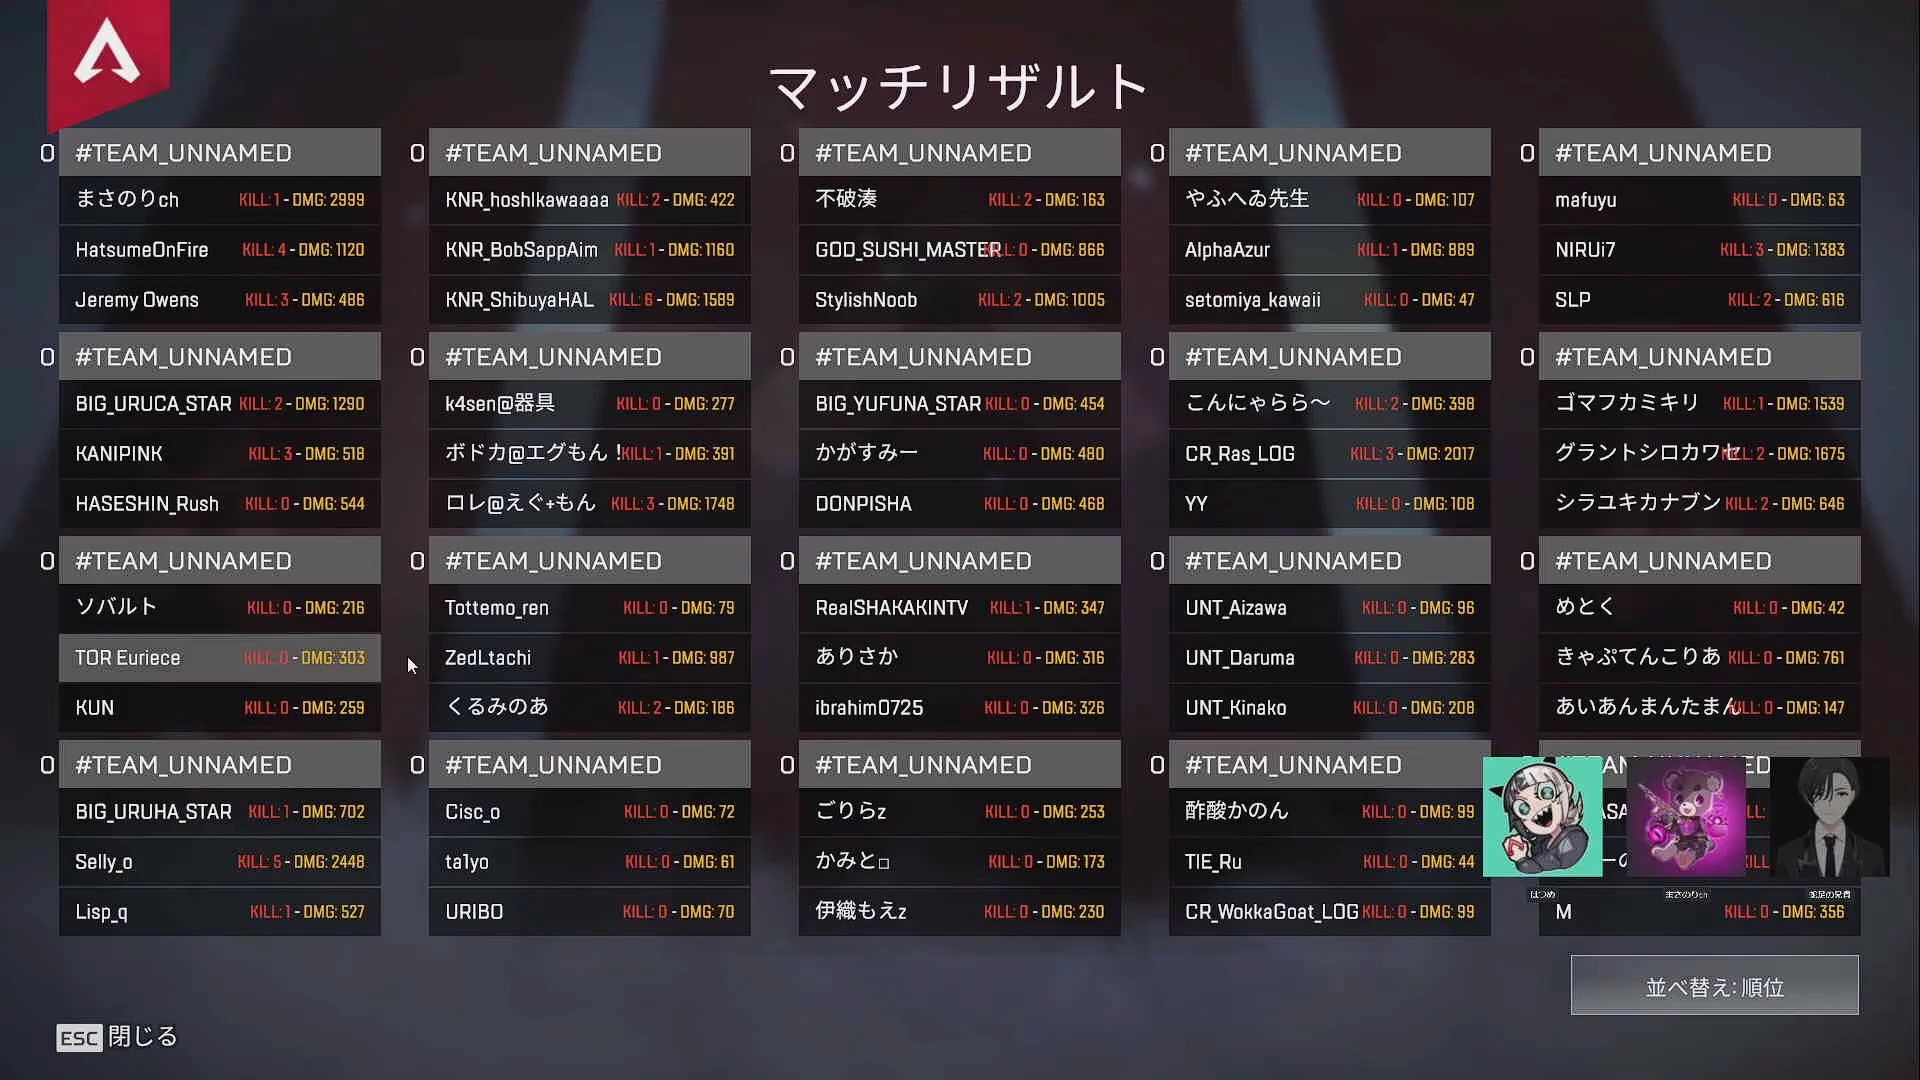 マッチリザルト
0 #TEAM_UNNAMED
まさのりch KILL: 1 - DMG: 2999
HatsumeOnFire KILL: 4 - DMG: 1120
Jeremy Owens KILL: 3 - DMG: 486
0 #TEAM_UNNAMED
KNR_hoshIkawaaaa KILL: 2 - DMG: 422
KNR_BobSappAim KILL: 1 - DMG: 1160
KNR_ShibuyaHAL KILL: 6 - DMG: 1589
0 #TEAM_UNNAMED
不破湊 KILL: 2 - DMG: 163
GOD_SUSHI_MASTER KILL: 0 - DMG: 866
StylishNoob KILL: 2 - DMG: 1005
0 #TEAM_UNNAMED
やふへゐ先生 KILL: 0 - DMG: 107
AlphaAzur KILL: 1 - DMG: 889
setomiya_kawaii KILL: 0 - DMG: 47
0 #TEAM_UNNAMED
mafuyu KILL: 0 - DMG: 63
NIRUi7 KILL: 3 - DMG: 1383
SLP KILL: 2 - DMG: 616
0 #TEAM_UNNAMED
BIG_URUCA_STAR KILL: 2 - DMG: 1290
KANIPINK KILL: 3 - DMG: 518
HASESHIN_Rush KILL: 0 - DMG: 544
0 #TEAM_UNNAMED
k4sen@器具 KILL: 0 - DMG: 277
ボドカ@エグもん！KILL: 1 - DMG: 391
ロレ@えぐ+もん KILL: 3 - DMG: 1748
0 #TEAM_UNNAMED
BIG_YUFUNA_STAR KILL: 0 - DMG: 454
かがすみー KILL: 0 - DMG: 480
DONPISHA KILL: 0 - DMG: 468
0 #TEAM_UNNAMED
こんにゃらら～ KILL: 2 - DMG: 398
CR_Ras_LOG KILL: 3 - DMG: 2017
YY KILL: 0 - DMG: 108
0 #TEAM_UNNAMED
ゴマフカミキリ KILL: 1 - DMG: 1539
グラントシロカワセ KILL: 2 - DMG: 1675
シラユキカナブン KILL: 2 - DMG: 646
0 #TEAM_UNNAMED
ソバルト KILL: 0 - DMG: 216
TOR Euriece KILL: 0 - DMG: 303
KUN KILL: 0 - DMG: 259
0 #TEAM_UNNAMED
Tottemo_ren KILL: 0 - DMG: 79
ZedLtachi KILL: 1 - DMG: 987
くるみのあ KILL: 2 - DMG: 186
0 #TEAM_UNNAMED
RealSHAKAKINTV KILL: 1 - DMG: 347
ありさか KILL: 0 - DMG: 316
ibrahim0725 KILL: 0 - DMG: 326
0 #TEAM_UNNAMED
UNT_Aizawa KILL: 0 - DMG: 96
UNT_Daruma KILL: 0 - DMG: 283
UNT_Kinako KILL: 0 - DMG: 208
0 #TEAM_UNNAMED
めとく KILL: 0 - DMG: 42
きゃぷてんこりあ KILL: 0 - DMG: 761
あいあんまんたまん KILL: 0 - DMG: 147
0 #TEAM_UNNAMED
BIG_URUHA_STAR KILL: 1 - DMG: 702
Selly_o KILL: 5 - DMG: 2448
Lisp_q KILL: 1 - DMG: 527
0 #TEAM_UNNAMED
Cisc_o KILL: 0 - DMG: 72
ta1yo KILL: 0 - DMG: 61
URIBO KILL: 0 - DMG: 70
0 #TEAM_UNNAMED
ごりらz KILL: 0 - DMG: 253
かみと□ KILL: 0 - DMG: 173
伊織もえz KILL: 0 - DMG: 230
0 #TEAM_UNNAMED
酢酸かのん KILL: 0 - DMG: 99
TIE_Ru KILL: 0 - DMG: 44
CR_WokkaGoat_LOG KILL: 0 - DMG: 99
はつめ
まさのりch
M KILL: 0 - DMG: 356
並べ替え: 順位
ESC 閉じる